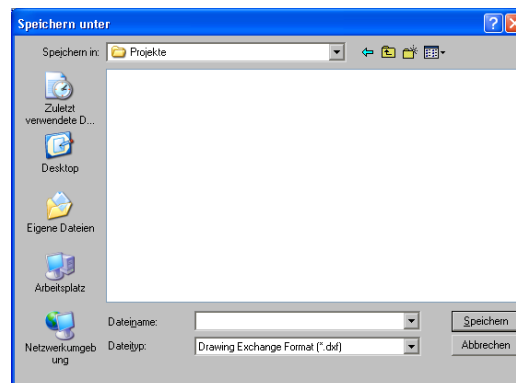 Speichern unter
Speichern in:
Projekte
Zuletzt
verwendete D...
Desktop
Eigene Dateien
Arbeitsplatz
Netzwerkumgeb
ung
Dateiname:
Speichern
Dateityp:
Drawing Exchange Format (*.dxf)
Abbrechen